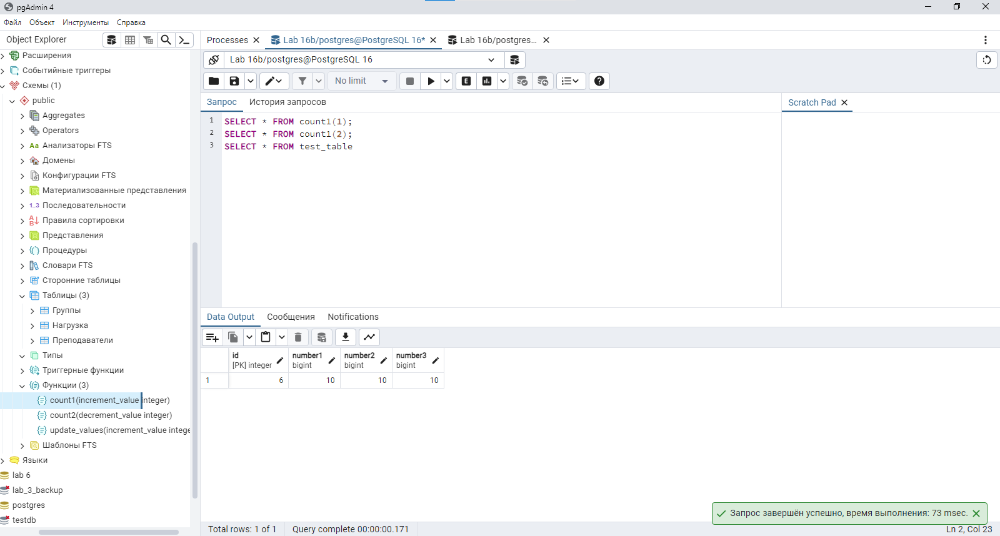 pgAdmin 4
Файл Объект Инструменты Справка
Object Explorer
Расширения
Событийные триггеры
Схемы (1)
public
Aggregates
Operators
Aa Анализаторы FTS
Домены
Конфигурации FTS
Материализованные представления
1..3 Последовательности
Правила сортировки
Представления
Процедуры
Словари FTS
Сторонние таблицы
Таблицы (3)
Группы
Нагрузка
Преподаватели
Типы
Триггерные функции
Функции (3)
count1(increment_value integer)
count2(decrement_value integer)
update_values(increment_value intege
Шаблоны FTS
Языки
lab 6
lab_3_backup
postgres
testdb
Processes Lab 16b/postgres@PostgreSQL 16* Lab 16b/postgres...
Lab 16b/postgres@PostgreSQL 16
No limit E
Запрос История запросов
Scratch Pad
1 SELECT * FROM count1(1);
2 SELECT * FROM count1(2);
3 SELECT * FROM test_table
Data Output Сообщения Notifications
id number1 number2 number3
[PK] integer bigint bigint bigint
1 6 10 10 10
Запрос завершён успешно, время выполнения: 73 msec.
Total rows: 1 of 1 Query complete 00:00:00.171 Ln 2, Col 23